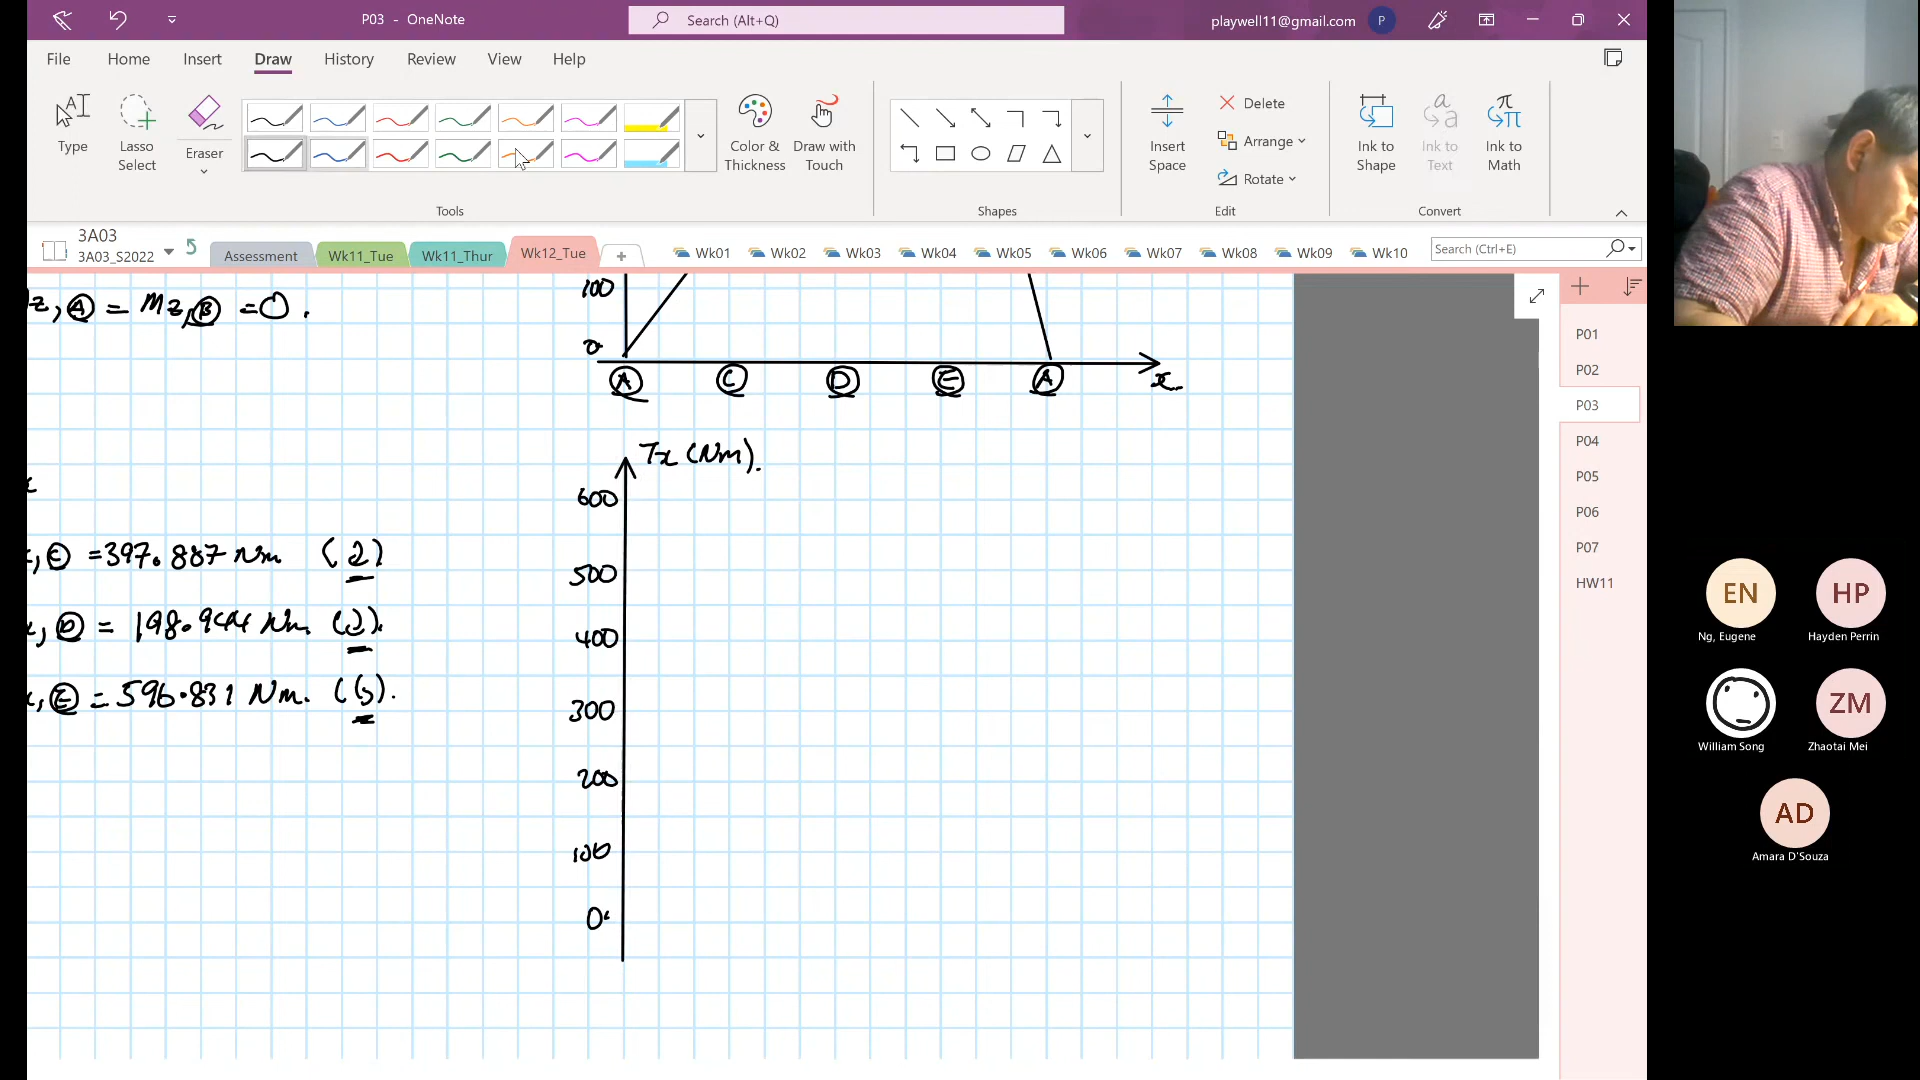 P03 - OneNote
Search (Alt+Q)
playwell11@gmail.com
P
File Home Insert Draw History Review View Help
Type
Lasso Select
Eraser
Color & Thickness
Draw with Touch
Insert Space
Delete
Arrange
Rotate
Ink to Shape
Ink to Text
Ink to Math
Tools
Shapes
Edit
Convert
3A03
3A03_S2022
Assessment
Wk11_Tue
Wk11_Thur
Wk12_Tue
+
Wk01 Wk02 Wk03 Wk04 Wk05 Wk06 Wk07 Wk08 Wk09 Wk10
Search (Ctrl+E)
z, A = Mz, B = 0.
100
0
A C D E A x
Tx (Nm).
600
500
400
300
200
100
0
x
x, C = 397.887 Nm (2)
x, D = 198.944 Nm (2).
x, E = 596.831 Nm. ( ).
P01
P02
P03
P04
P05
P06
P07
HW11
EN
Ng, Eugene
HP
Hayden Perrin
William Song
ZM
Zhaotai Mei
AD
Amara D'Souza